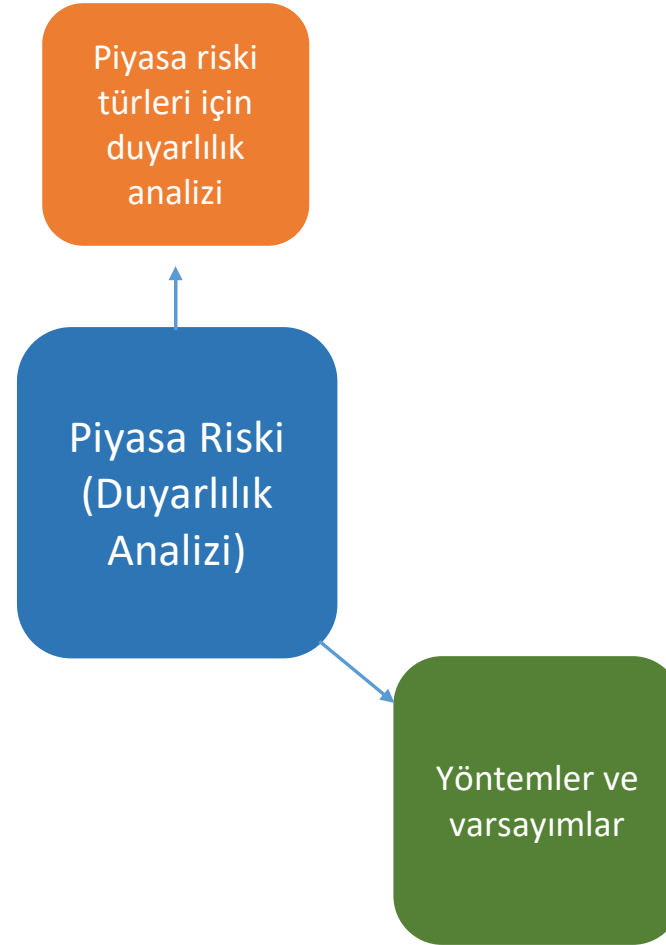 Piyasa riski
türleri için
duyarlılık
analizi
Piyasa Riski
(Duyarlılık
Analizi)
Yöntemler ve
varsayımlar